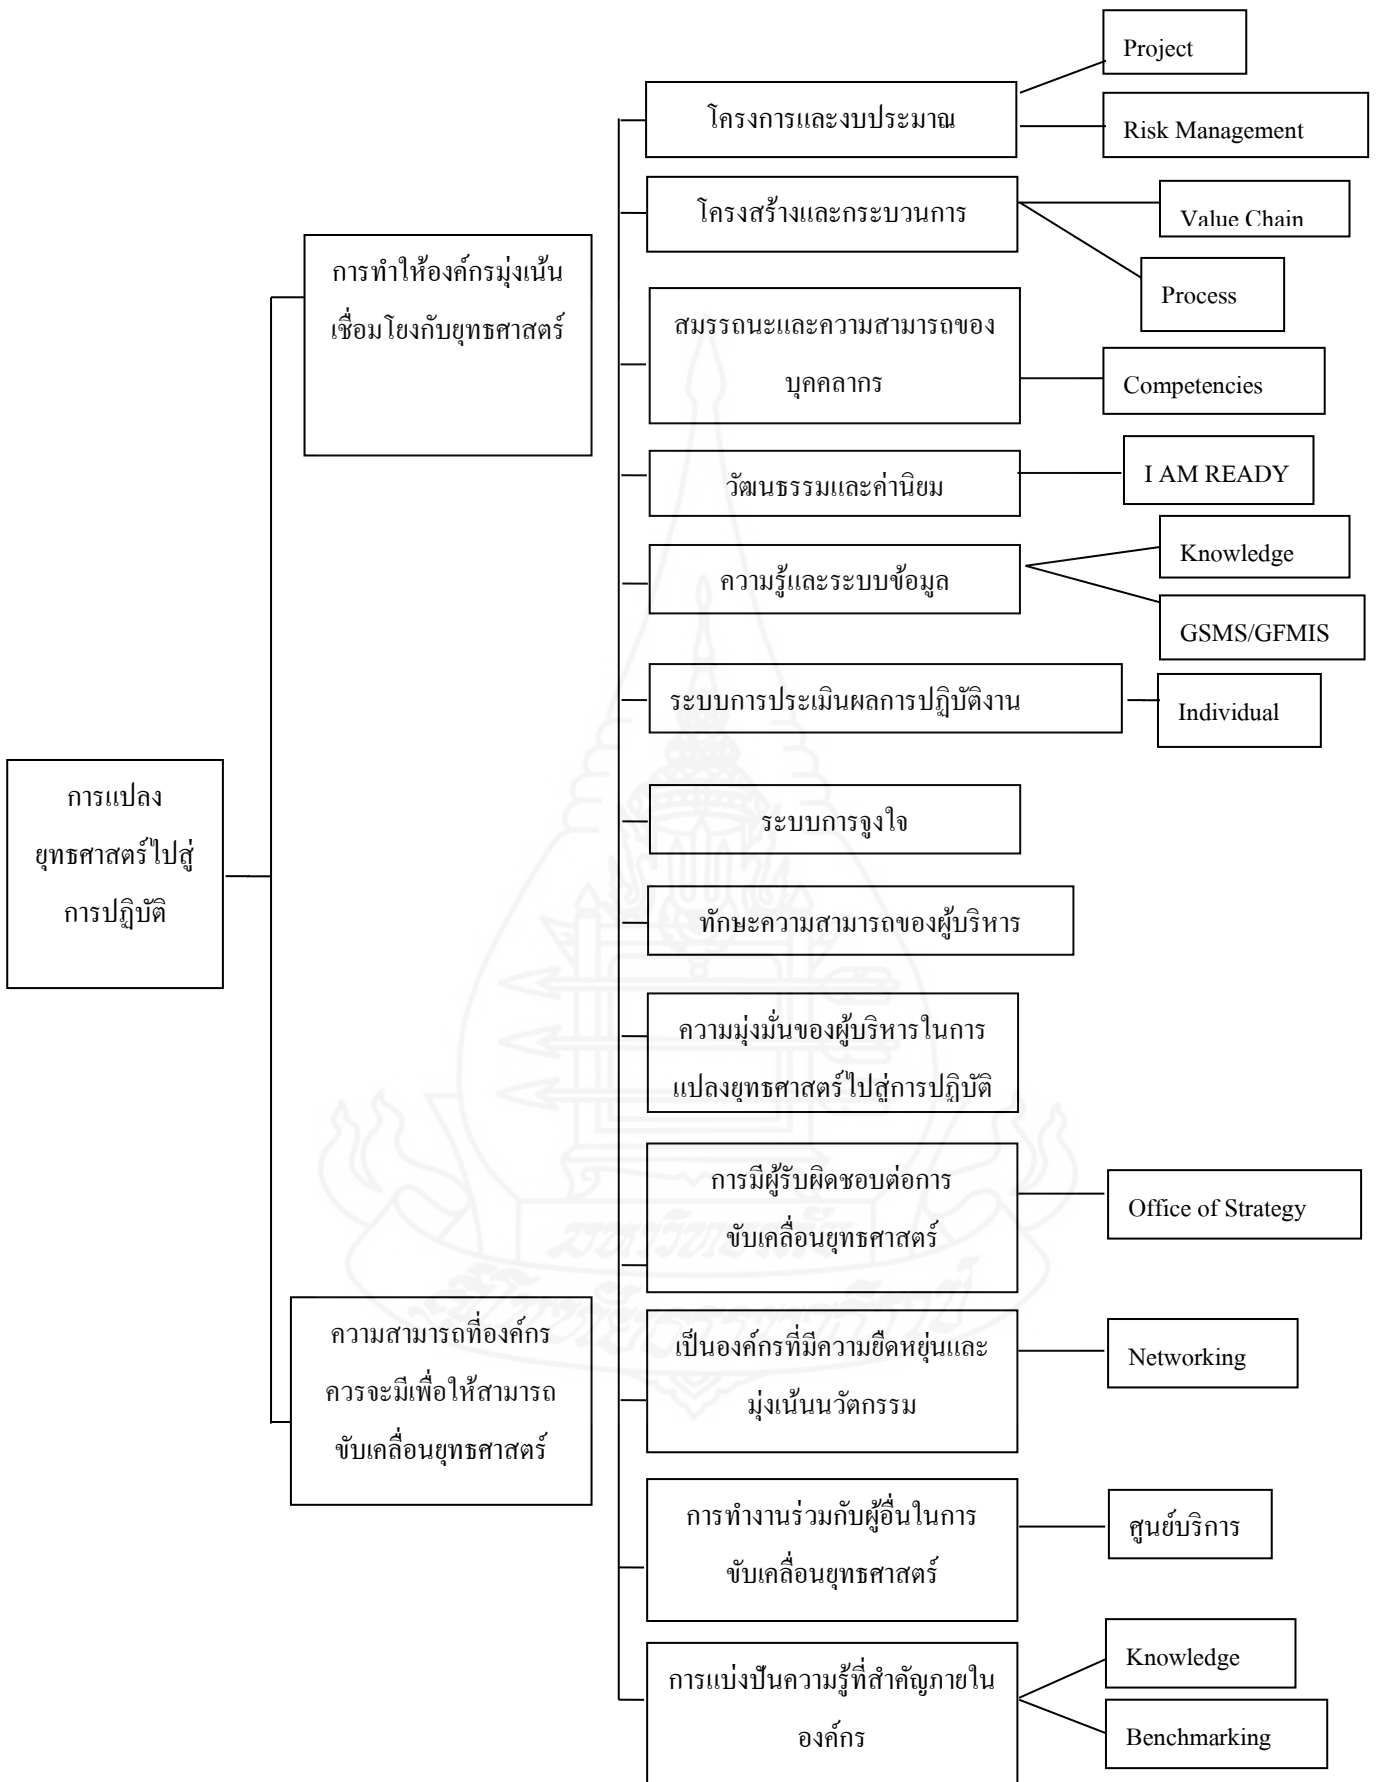 การแปลง
ยุทธศาสตร์ไปสู่
การปฏิบัติ
การทำให้องค์กรมุ่งเน้น
เชื่อมโยงกับยุทธศาสตร์
ความสามารถที่องค์กร
ควรจะมีเพื่อให้สามารถ
ขับเคลื่อนยุทธศาสตร์
โครงการและงบประมาณ
Project
Risk Management
โครงสร้างและกระบวนการ
Value Chain
Process
สมรรถนะและความสามารถของ
บุคคลากร
Competencies
วัฒนธรรมและค่านิยม
I AM READY
ความรู้และระบบข้อมูล
Knowledge
GSMS/GFMIS
ระบบการประเมินผลการปฏิบัติงาน
Individual
ระบบการจูงใจ
ทักษะความสามารถของผู้บริหาร
ความมุ่งมั่นของผู้บริหารในการ
แปลงยุทธศาสตร์ไปสู่การปฏิบัติ
การมีผู้รับผิดชอบต่อการ
ขับเคลื่อนยุทธศาสตร์
Office of Strategy
เป็นองค์กรที่มีความยืดหยุ่นและ
มุ่งเน้นนวัตกรรม
Networking
การทำงานร่วมกับผู้อื่นในการ
ขับเคลื่อนยุทธศาสตร์
ศูนย์บริการ
การแบ่งปันความรู้ที่สำคัญภายใน
องค์กร
Knowledge
Benchmarking
มหาวิทยาลัย
สุโขทัยธรรมาธิราช